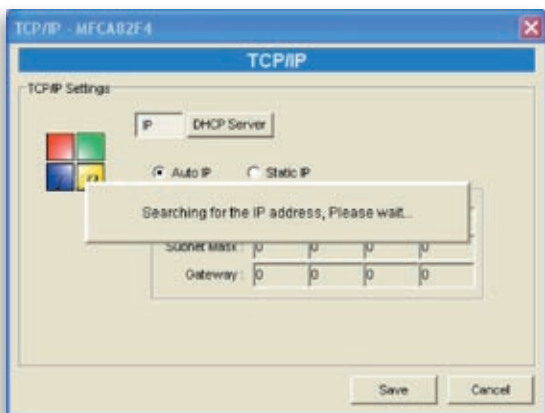 TCP/IP - MFCA82F4
TCP/IP
TCP/IP Settings
IP DHCP Server
Auto IP Static IP
Searching for the IP address, Please wait...
Subnet Mask : 0 0 0 0
Gateway : 0 0 0 0
Save Cancel